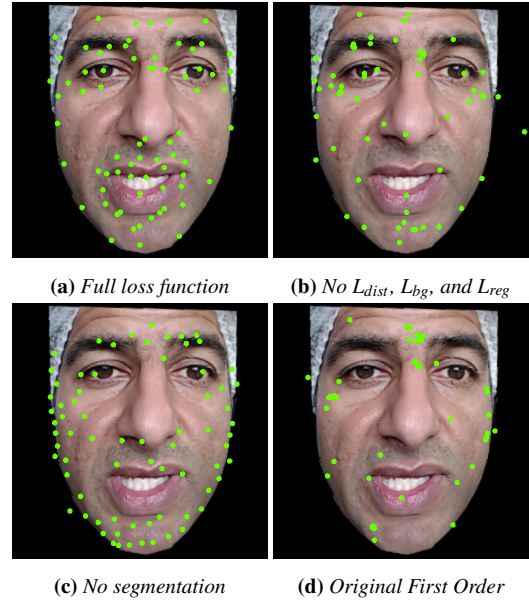 (a) Full loss function
(b) No L_dist, L_bg, and L_reg
(c) No segmentation
(d) Original First Order